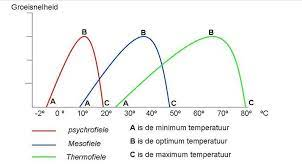 Groeisnelheid
B B B
A C A A C C
-2° 0° 10° 20° 30° 40° 50° 60° 70° 80° °C
psychrofiele A is de minimum temperatuur
Mesofiele B is de optimum temperatuur
Thermofiele C is de maximum temperatuur